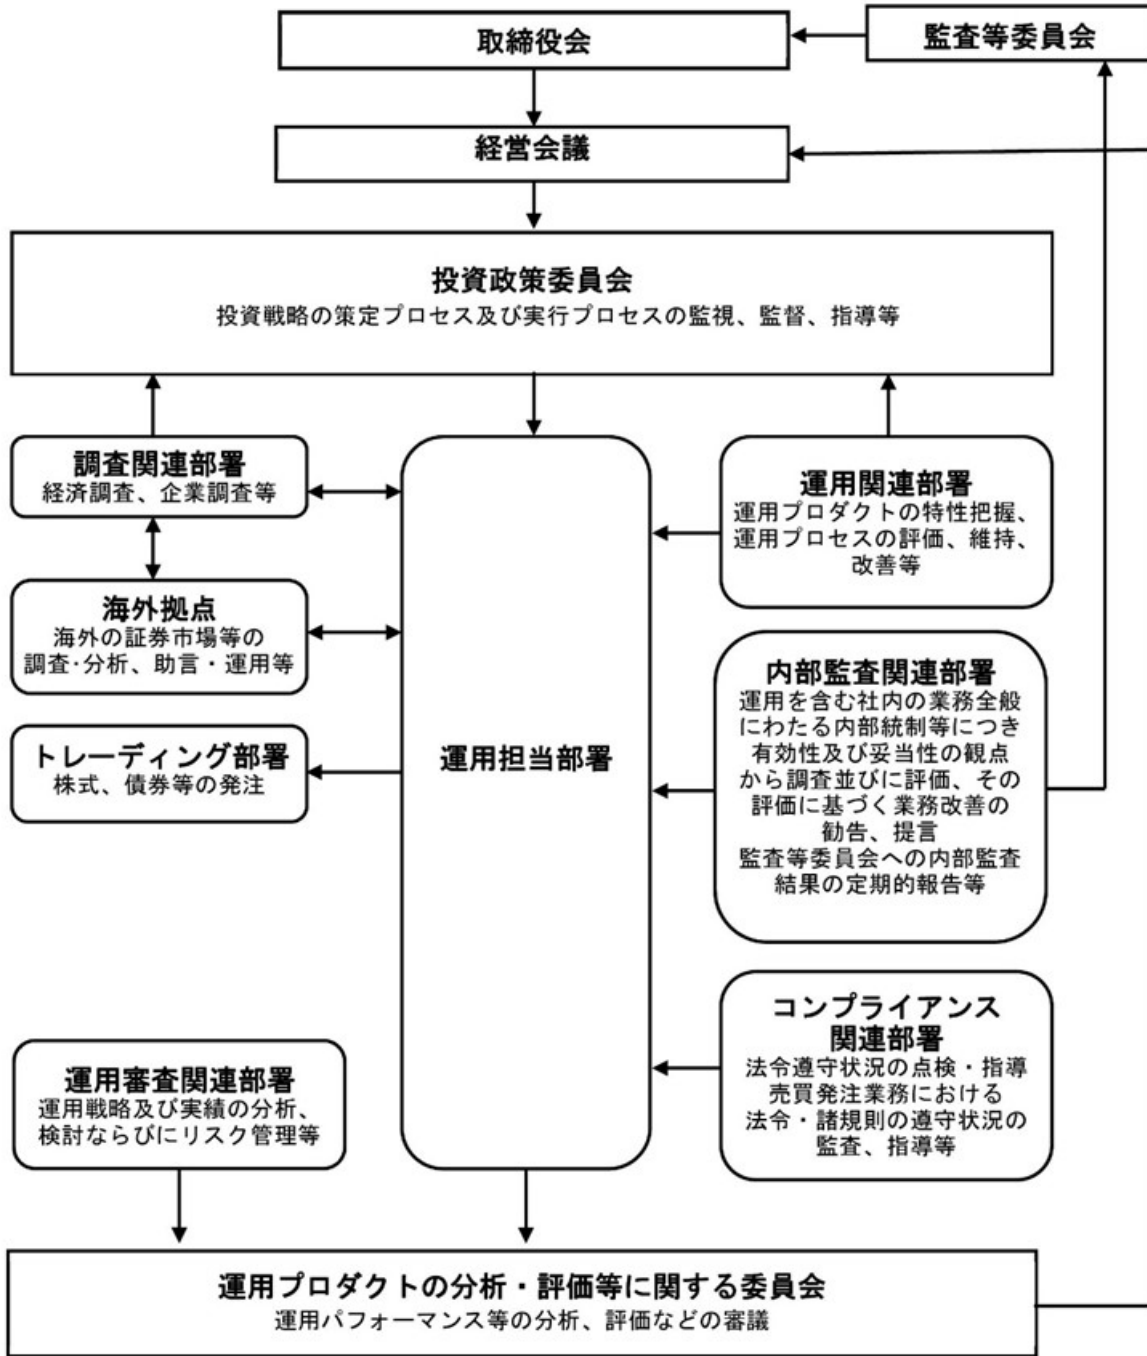 取締役会
監査等委員会
経営会議
投資政策委員会
投資戦略の策定プロセス及び実行プロセスの監視、監督、指導等
調査関連部署
経済調査、企業調査等
海外拠点
海外の証券市場等の
調査･分析、助言・運用等
トレーディング部署
株式、債券等の発注
運用担当部署
運用関連部署
運用プロダクトの特性把握、
運用プロセスの評価、維持、
改善等
内部監査関連部署
運用を含む社内の業務全般
にわたる内部統制等につき
有効性及び妥当性の観点
から調査並びに評価、その
評価に基づく業務改善の
勧告、提言
監査等委員会への内部監査
結果の定期的報告等
コンプライアンス
関連部署
法令遵守状況の点検・指導
売買発注業務における
法令・諸規則の遵守状況の
監査、指導等
運用審査関連部署
運用戦略及び実績の分析、
検討ならびにリスク管理等
運用プロダクトの分析・評価等に関する委員会
運用パフォーマンス等の分析、評価などの審議